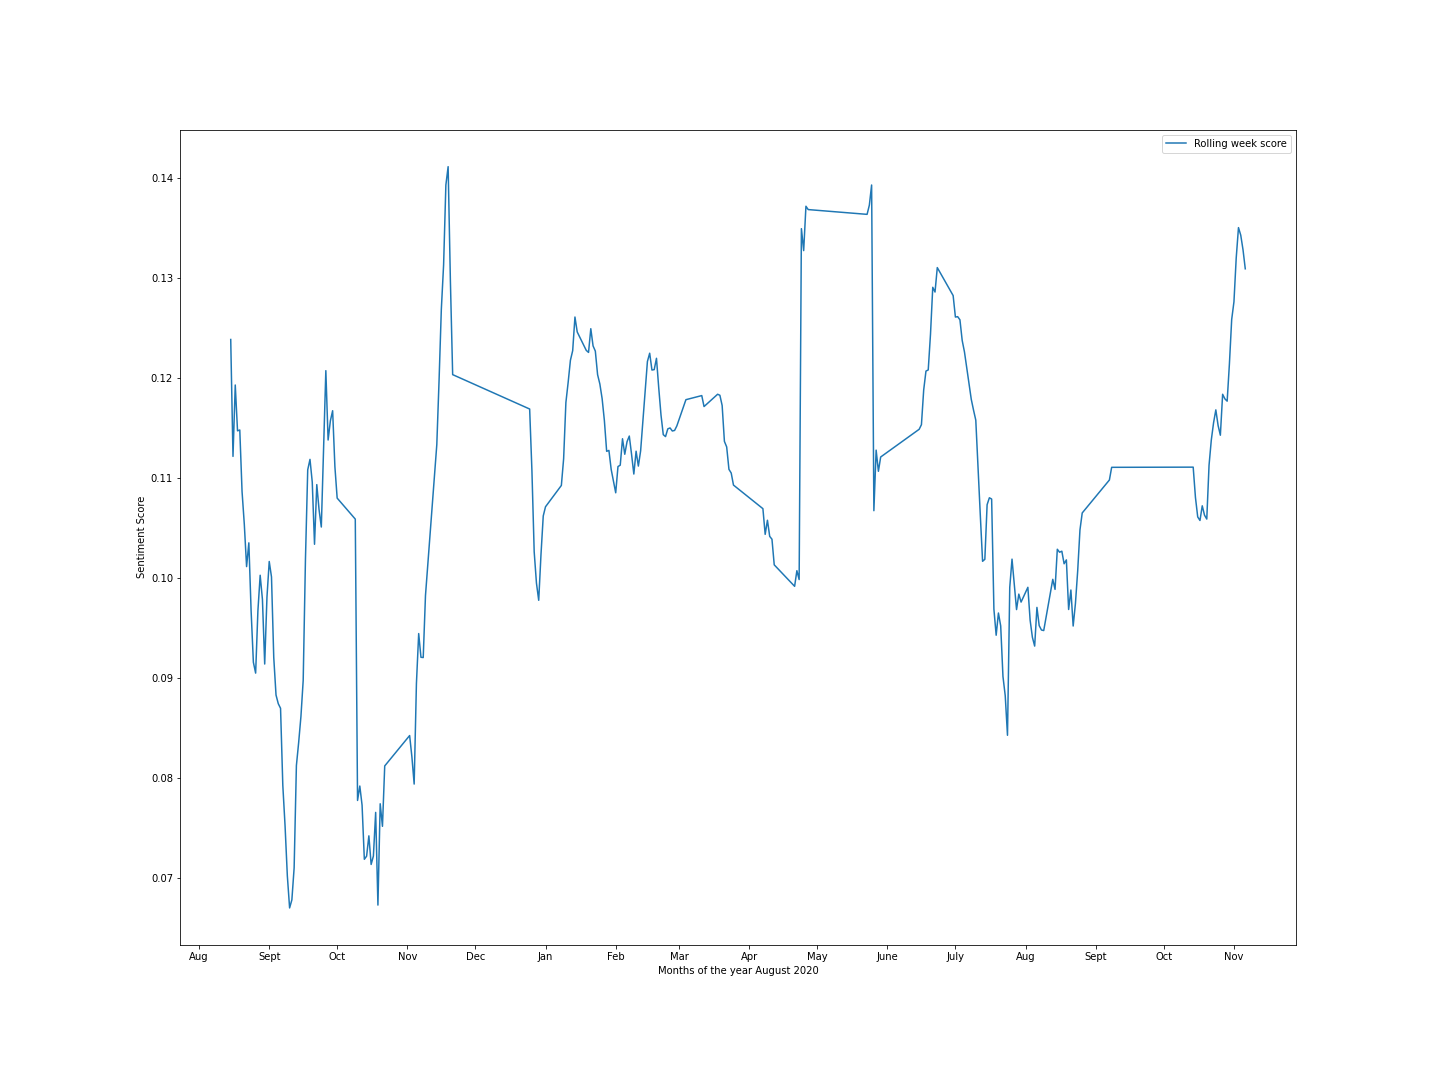 Rolling week score
0.14
0.13
0.12
0.11
0.10
0.09
0.08
0.07
Sentiment Score
Aug Sept Oct Nov Dec Jan Feb Mar Apr May June July Aug Sept Oct Nov
Months of the year August 2020